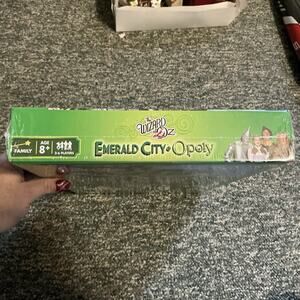 The
WIZARD
of OZ
FAMILY
AGE
8+
2-6 PLAYERS
EMERALD CITY-Opoly